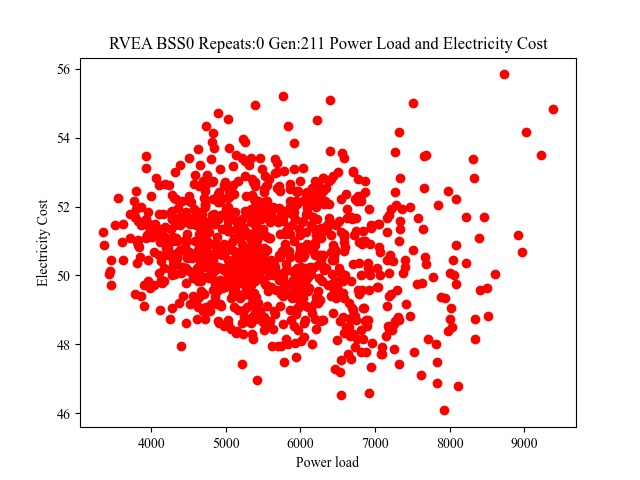 RVEA BSS0 Repeats:0 Gen:211 Power Load and Electricity Cost
56
54
52
50
48
46
Electricity Cost
4000 5000 6000 7000 8000 9000
Power load